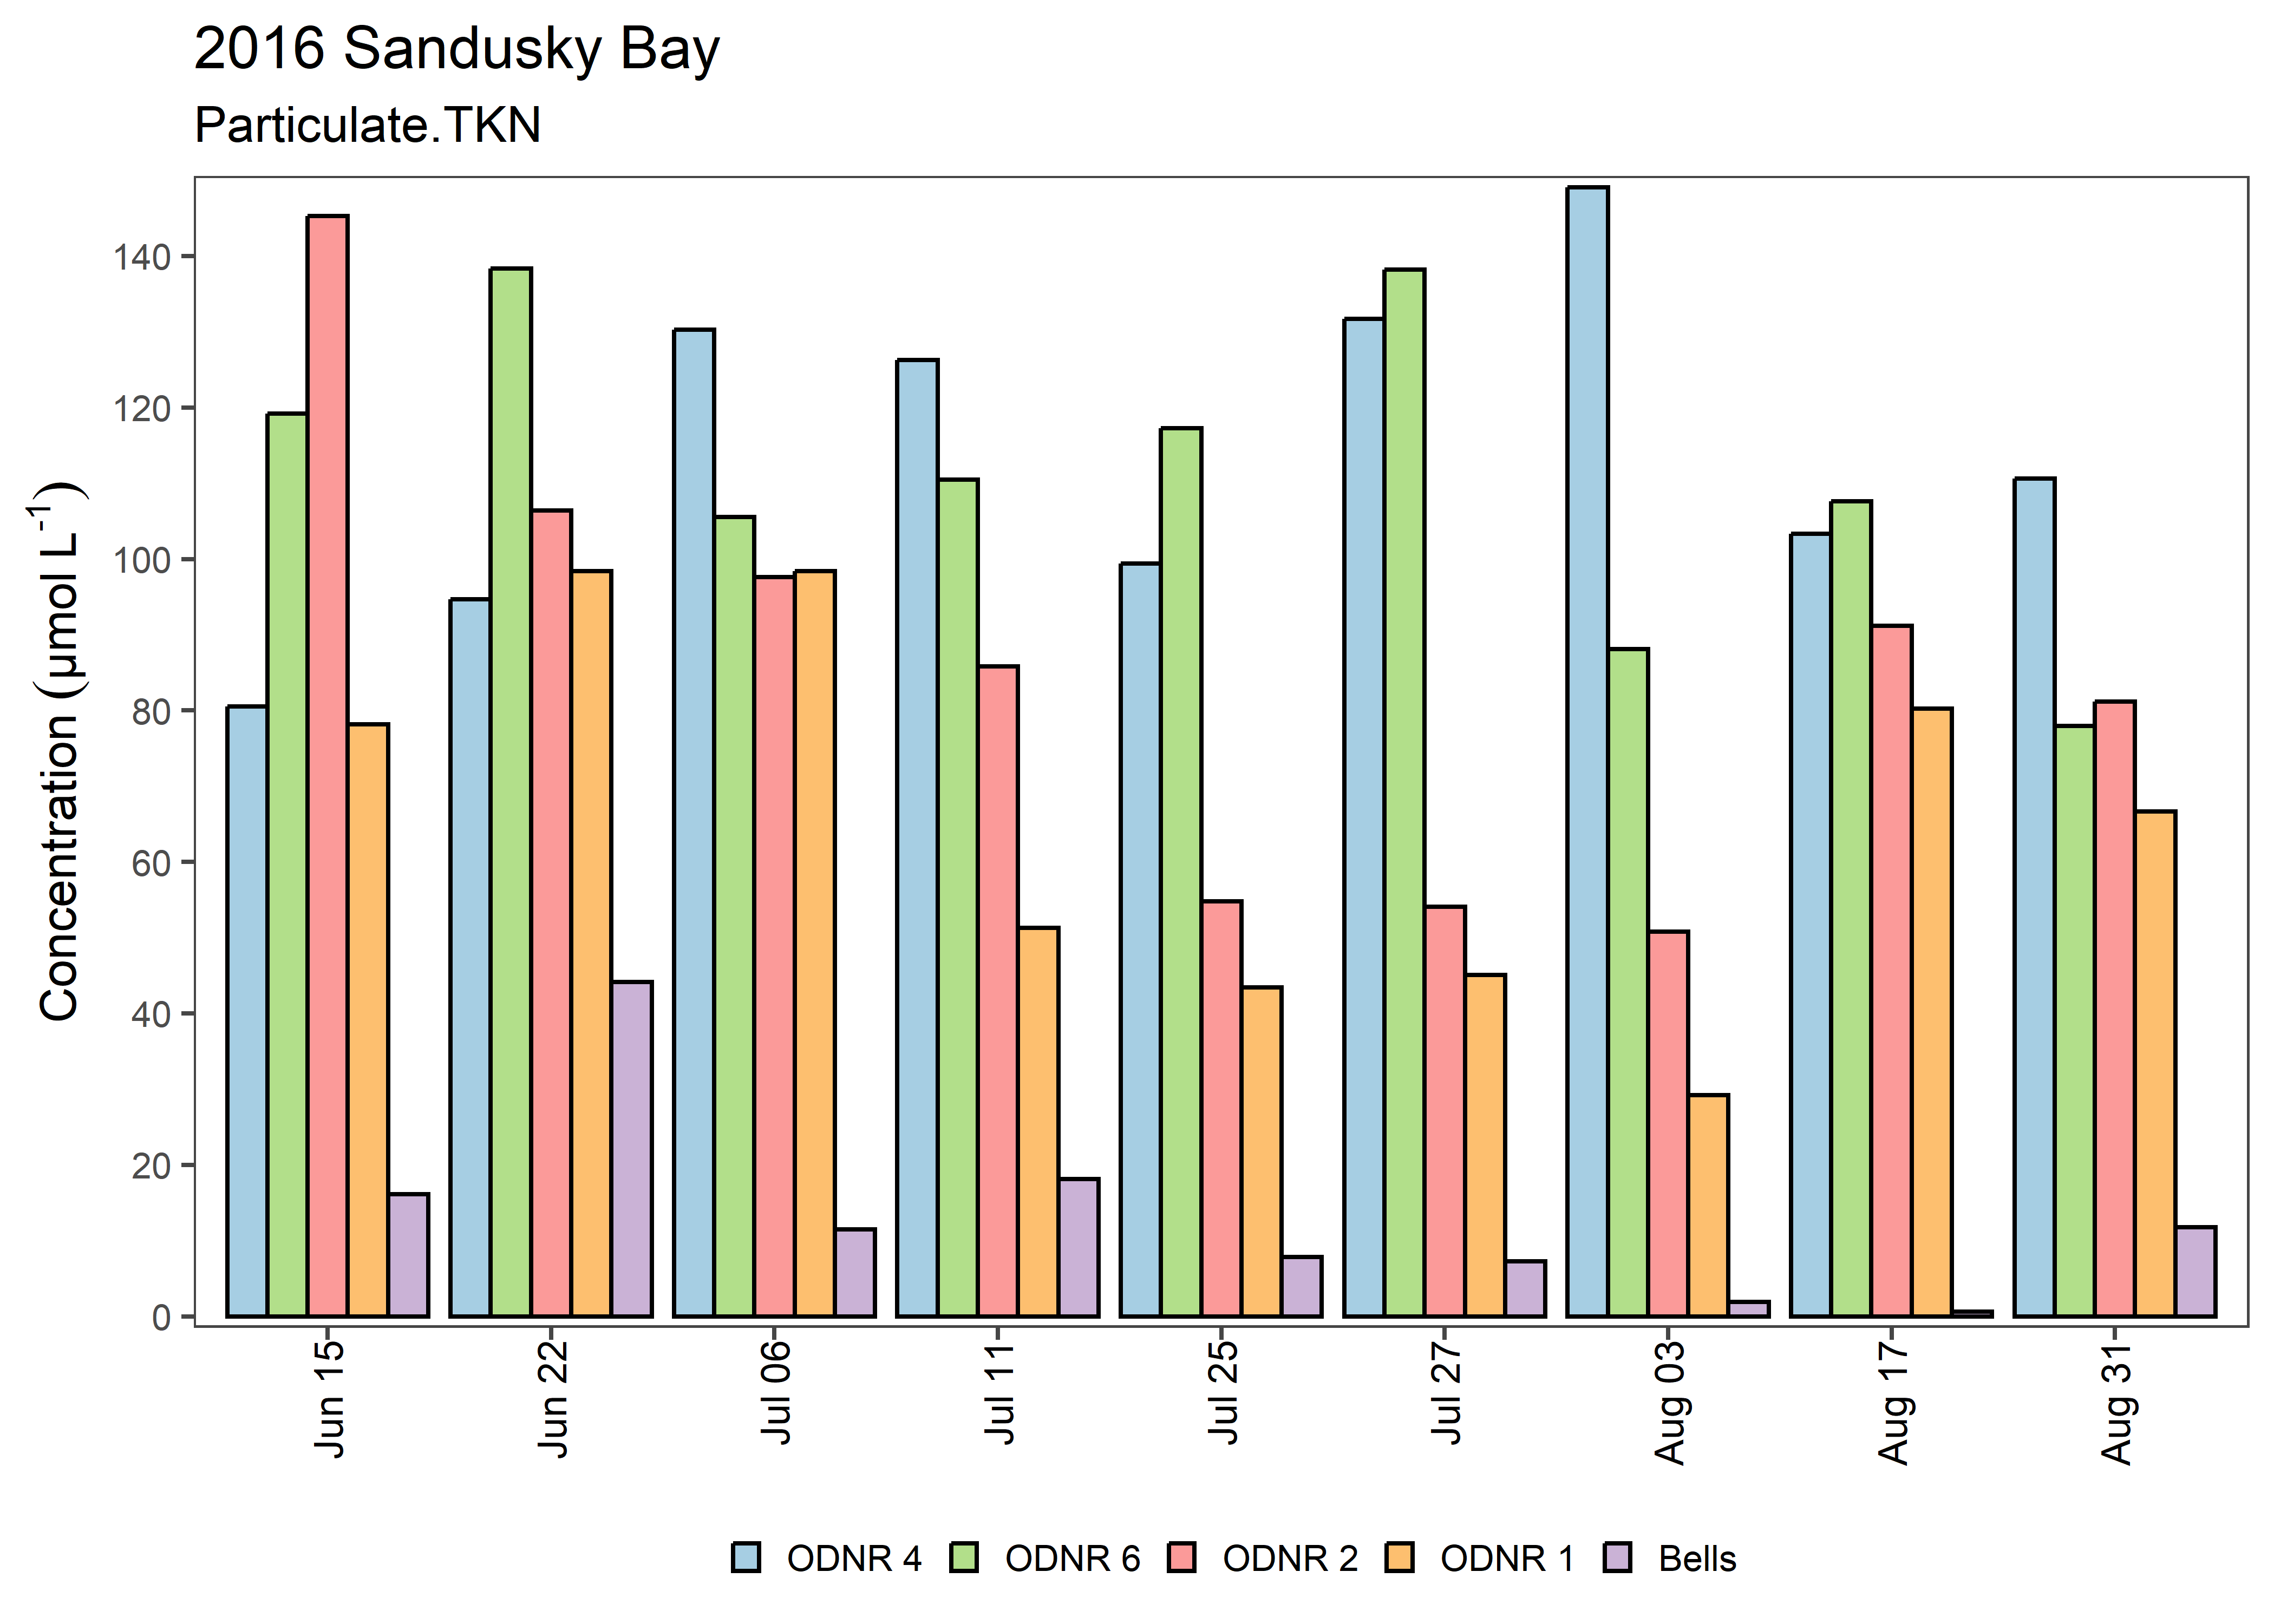 2016 Sandusky Bay
Particulate.TKN
Concentration (µmol L⁻¹)
140
120
100
80
60
40
20
0
Jun 15
Jun 22
Jul 06
Jul 11
Jul 25
Jul 27
Aug 03
Aug 17
Aug 31
ODNR 4 ODNR 6 ODNR 2 ODNR 1 Bells